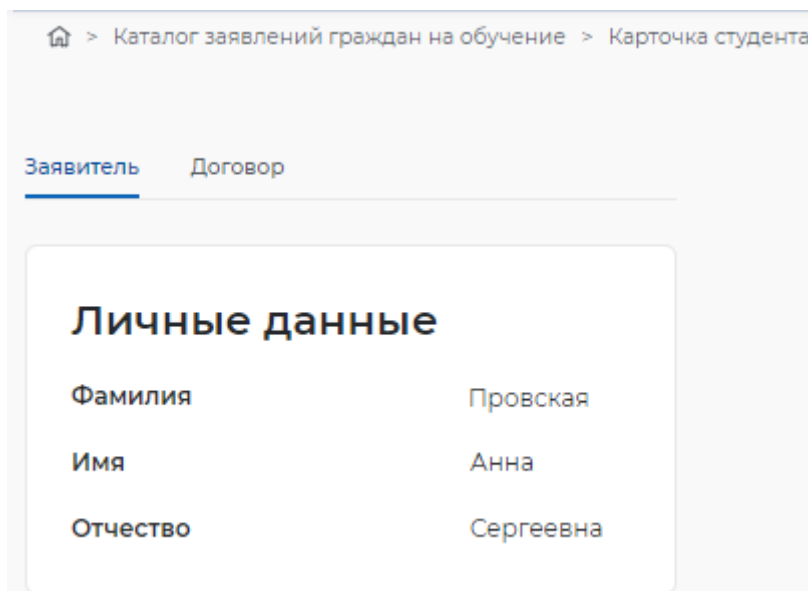 > Каталог заявлений граждан на обучение > Карточка студента
Заявитель Договор
Личные данные
Фамилия Провская
Имя Анна
Отчество Сергеевна